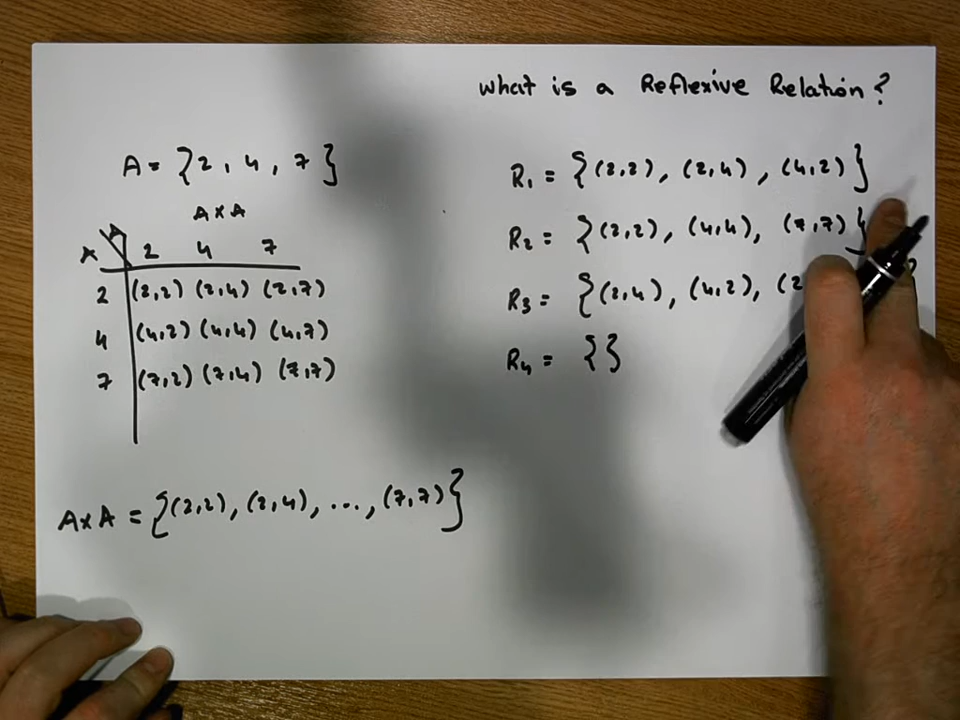 What is a Reflexive Relation?
A = {2, 4, 7}
A x A
A A
2 4 7
2 (2,2) (2,4) (2,7)
4 (4,2) (4,4) (4,7)
7 (7,2) (7,4) (7,7)
A x A = {(2,2), (2,4), ..., (7,7)}
R1 = {(2,2), (2,4), (4,2)}
R2 = {(2,2), (4,4), (7,7)}
R3 = {(2,4), (4,2), (2
R4 = {}